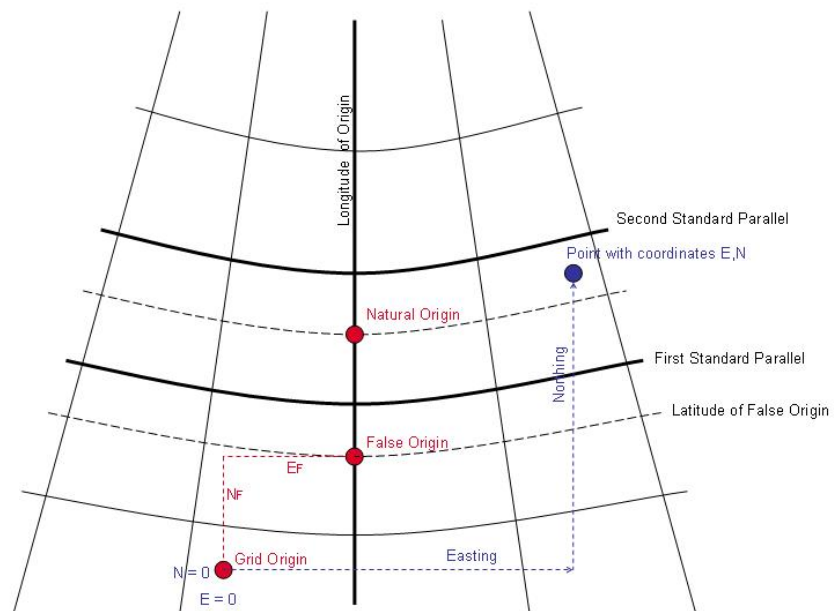 Longitude of Origin
Second Standard Parallel
Point with coordinates E,N
Natural Origin
Northing
First Standard Parallel
Latitude of False Origin
False Origin
EF
NF
Grid Origin
Easting
N = 0
E = 0